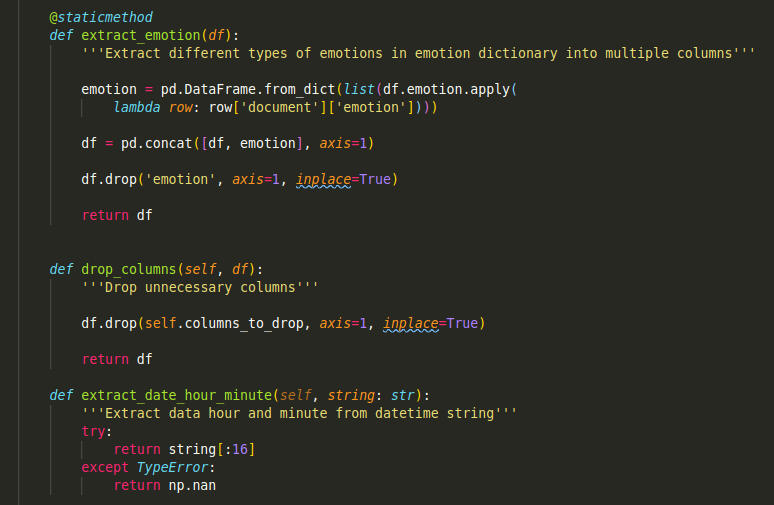 @staticmethod
def extract_emotion(df):
'''Extract different types of emotions in emotion dictionary into multiple columns'''
emotion = pd.DataFrame.from_dict(list(df.emotion.apply(
lambda row: row['document']['emotion'])))
df = pd.concat([df, emotion], axis=1)
df.drop('emotion', axis=1, inplace=True)
return df
def drop_columns(self, df):
'''Drop unnecessary columns'''
df.drop(self.columns_to_drop, axis=1, inplace=True)
return df
def extract_date_hour_minute(self, string: str):
'''Extract data hour and minute from datetime string'''
try:
return string[:16]
except TypeError:
return np.nan